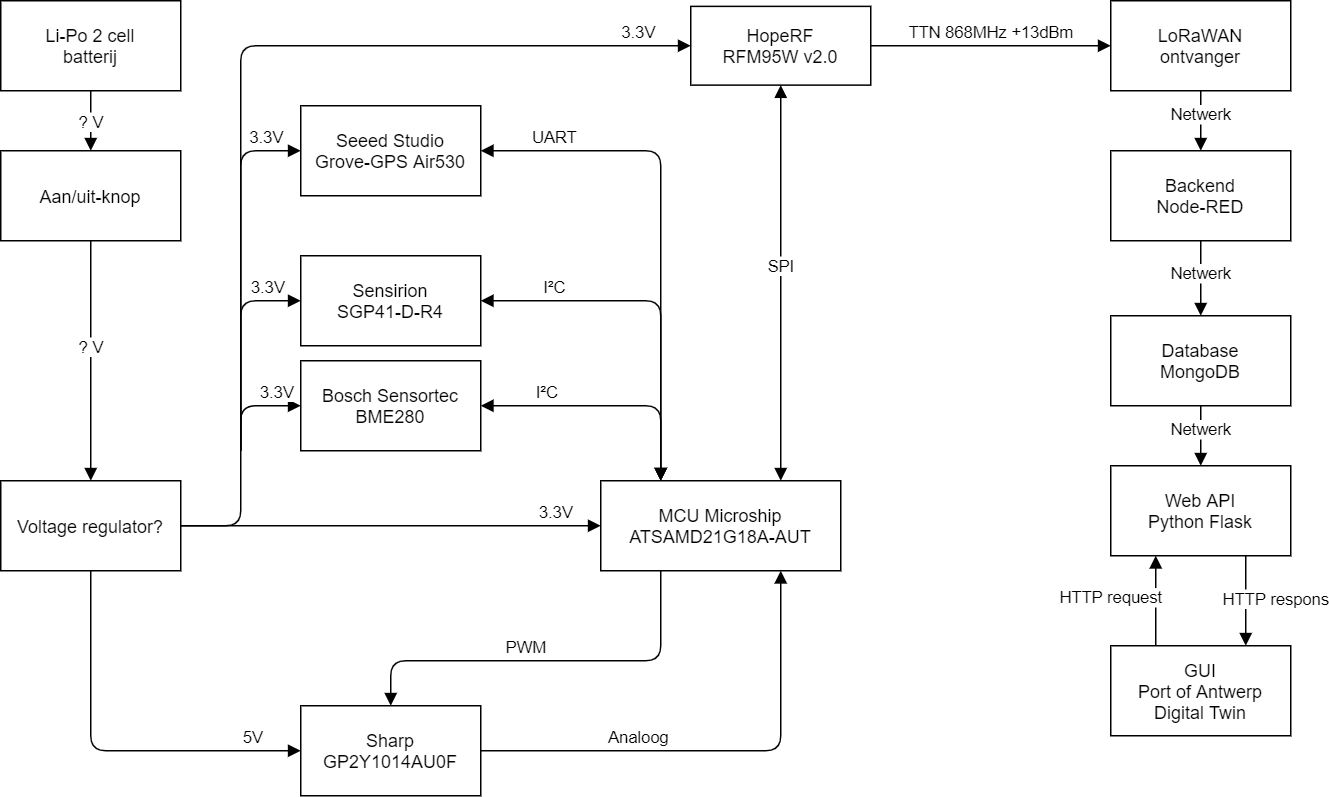 Li-Po 2 cell
batterij
? V
Aan/uit-knop
? V
Voltage regulator?
3.3V
HopeRF
RFM95W v2.0
TTN 868MHz +13dBm
LoRaWAN
ontvanger
3.3V
Seeed Studio
Grove-GPS Air530
UART
3.3V
Sensirion
SGP41-D-R4
I²C
3.3V
Bosch Sensortec
BME280
I²C
SPI
3.3V
MCU Microship
ATSAMD21G18A-AUT
PWM
5V
Sharp
GP2Y1014AU0F
Analoog
Netwerk
Backend
Node-RED
Netwerk
Database
MongoDB
Netwerk
Web API
Python Flask
HTTP request
HTTP respons
GUI
Port of Antwerp
Digital Twin